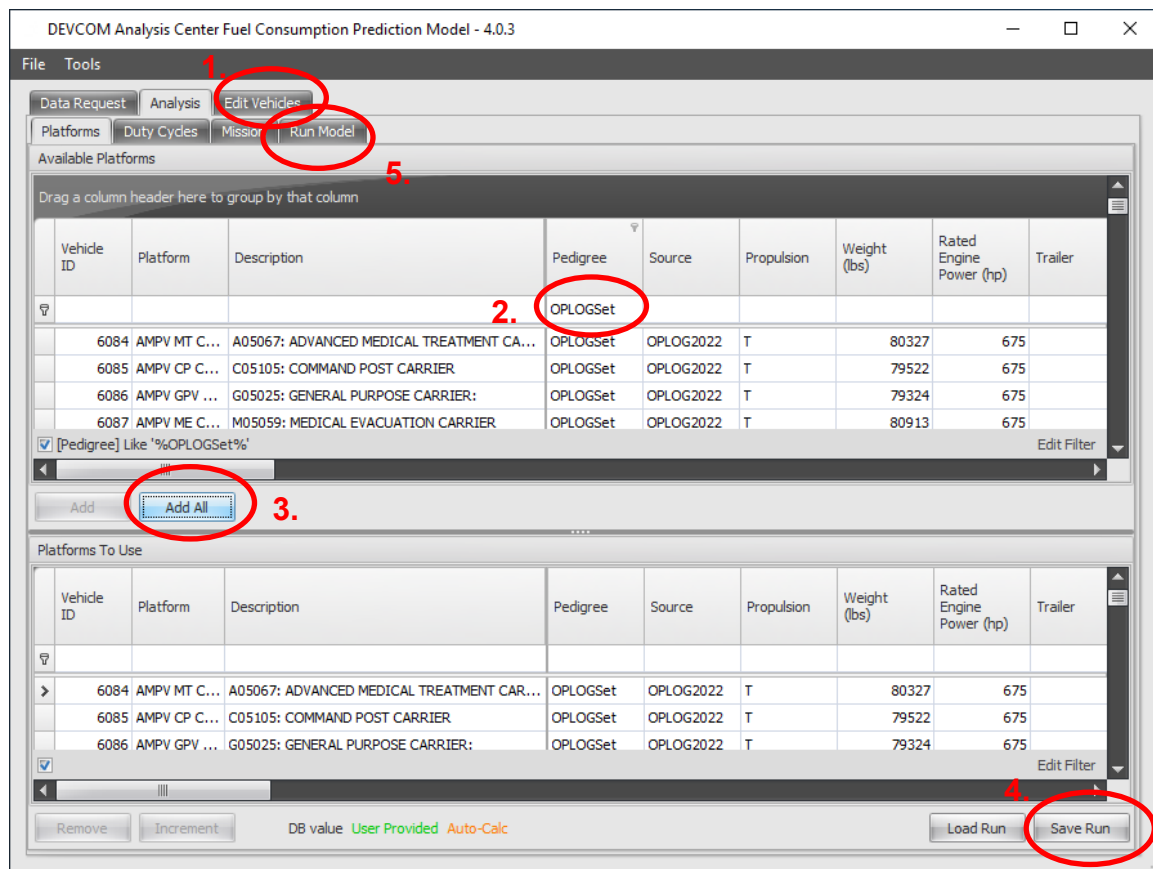 DEVCOM Analysis Center Fuel Consumption Prediction Model - 4.0.3
File Tools
1.
Data Request Analysis Edit Vehicles
Platforms Duty Cycles Mission Run Model
5.
Available Platforms
Drag a column header here to group by that column
Vehicle ID Platform Description Pedigree Source Propulsion Weight (lbs) Rated Engine Power (hp) Trailer
2. OPLOGSet
6084 AMPV MT C... A05067: ADVANCED MEDICAL TREATMENT CA... OPLOGSet OPLOG2022 T 80327 675
6085 AMPV CP C... C05105: COMMAND POST CARRIER OPLOGSet OPLOG2022 T 79522 675
6086 AMPV GPV ... G05025: GENERAL PURPOSE CARRIER: OPLOGSet OPLOG2022 T 79324 675
6087 AMPV ME C... M05059: MEDICAL EVACUATION CARRIER OPLOGSet OPLOG2022 T 80913 675
[Pedigree] Like '%OPLOGSet%' Edit Filter
Add Add All 3.
Platforms To Use
Vehicle ID Platform Description Pedigree Source Propulsion Weight (lbs) Rated Engine Power (hp) Trailer
6084 AMPV MT C... A05067: ADVANCED MEDICAL TREATMENT CAR... OPLOGSet OPLOG2022 T 80327 675
6085 AMPV CP C... C05105: COMMAND POST CARRIER OPLOGSet OPLOG2022 T 79522 675
6086 AMPV GPV ... G05025: GENERAL PURPOSE CARRIER: OPLOGSet OPLOG2022 T 79324 675
Edit Filter
4.
Remove Increment DB value User Provided Auto-Calc Load Run Save Run